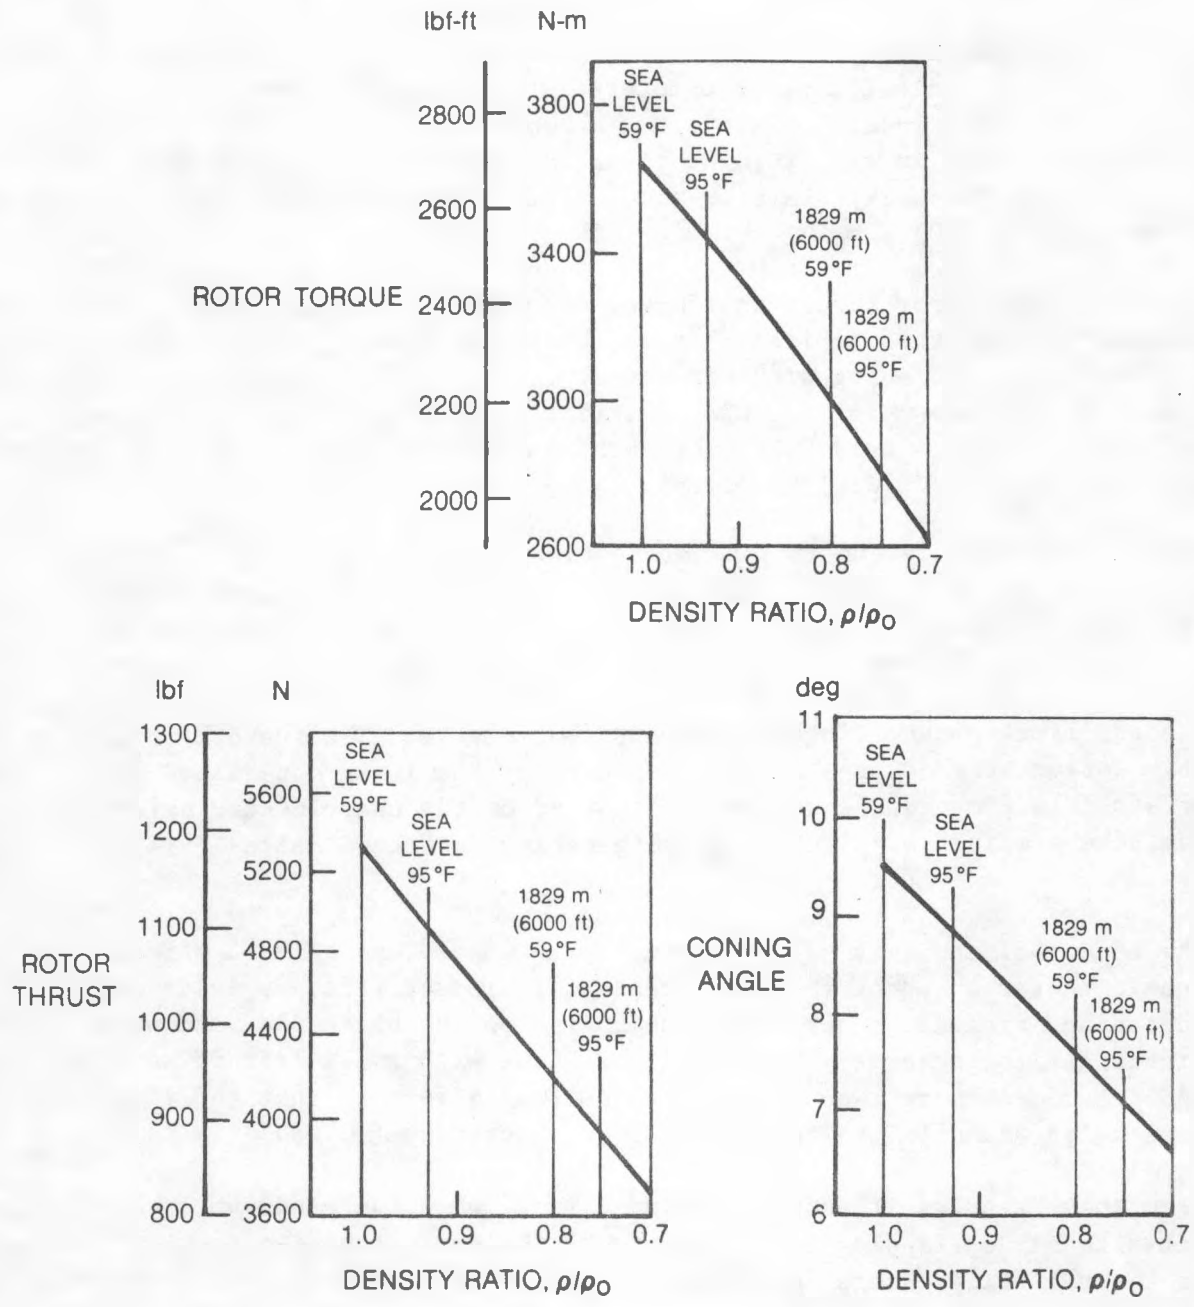 lbf-ft N-m
SEA
LEVEL
59°F
3800
2800
SEA
LEVEL
95°F
2600
1829 m
(6000 ft)
59°F
3400
ROTOR TORQUE
2400
1829 m
(6000 ft)
95°F
2200
3000
2000
2600
1.0 0.9 0.8 0.7
DENSITY RATIO, ρ/ρo
lbf N
1300
SEA
LEVEL
59°F
5600
1200
SEA
LEVEL
95°F
5200
1100
4800
1829 m
(6000 ft)
59°F
ROTOR
THRUST
1829 m
(6000 ft)
95°F
1000
4400
900
4000
800
3600
1.0 0.9 0.8 0.7
DENSITY RATIO, ρ/ρo
deg
11
SEA
LEVEL
59°F
10
SEA
LEVEL
95°F
9
CONING
ANGLE
1829 m
(6000 ft)
59°F
8
1829 m
(6000 ft)
95°F
7
6
1.0 0.9 0.8 0.7
DENSITY RATIO, ρ/ρo